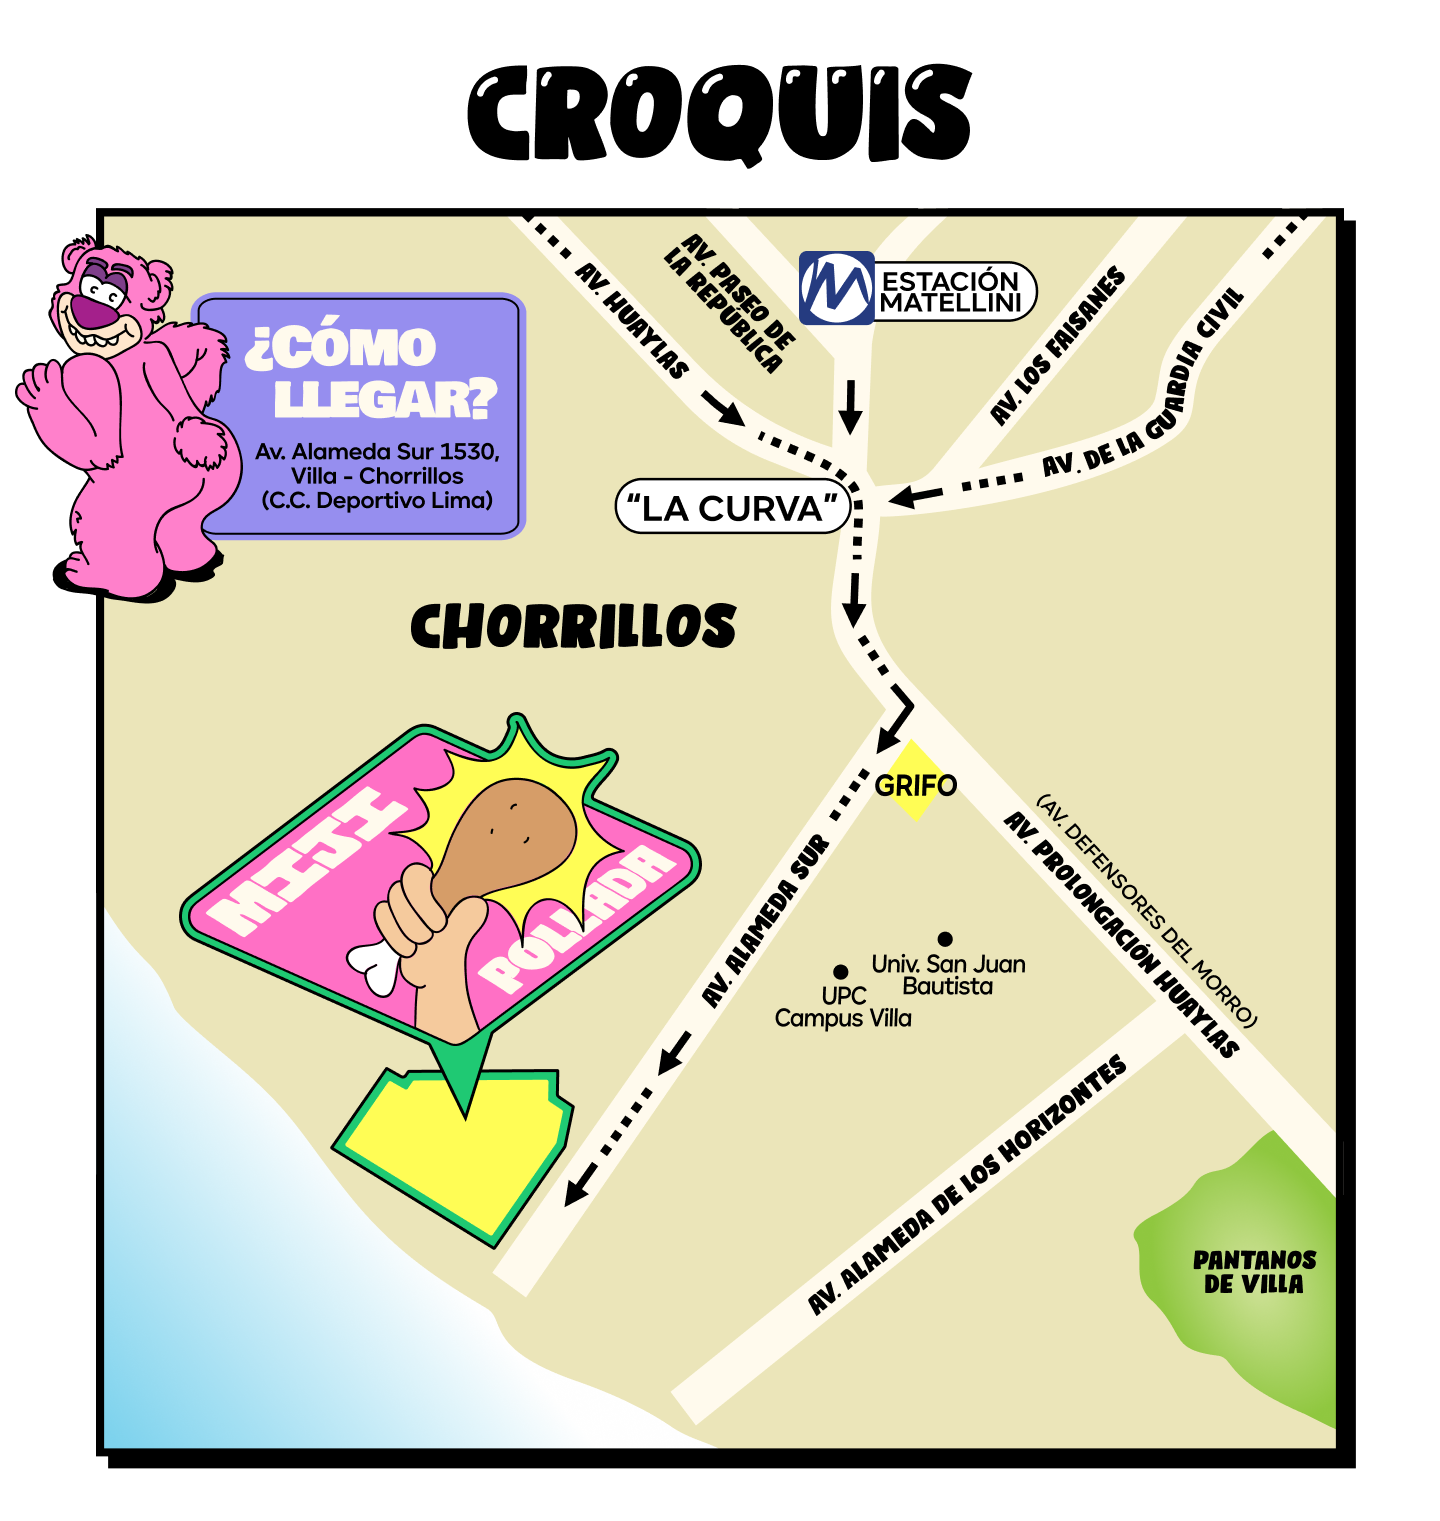 CROQUIS
¿CÓMO
LLEGAR?
Av. Alameda Sur 1530,
Villa - Chorrillos
(C.C. Deportivo Lima)
AV. HUAYLAS
AV. PASEO DE
LA REPÚBLICA
M
ESTACIÓN
MATELLINI
AV. LOS FAISANES
AV. DE LA GUARDIA CIVIL
“LA CURVA”
CHORRILLOS
MIJI
POLLADA
GRIFO
AV. ALAMEDA SUR
(AV. DEFENSORES DEL MORRO)
AV. PROLONGACIÓN HUAYLAS
Univ. San Juan
Bautista
UPC
Campus Villa
AV. ALAMEDA DE LOS HORIZONTES
PANTANOS
DE VILLA